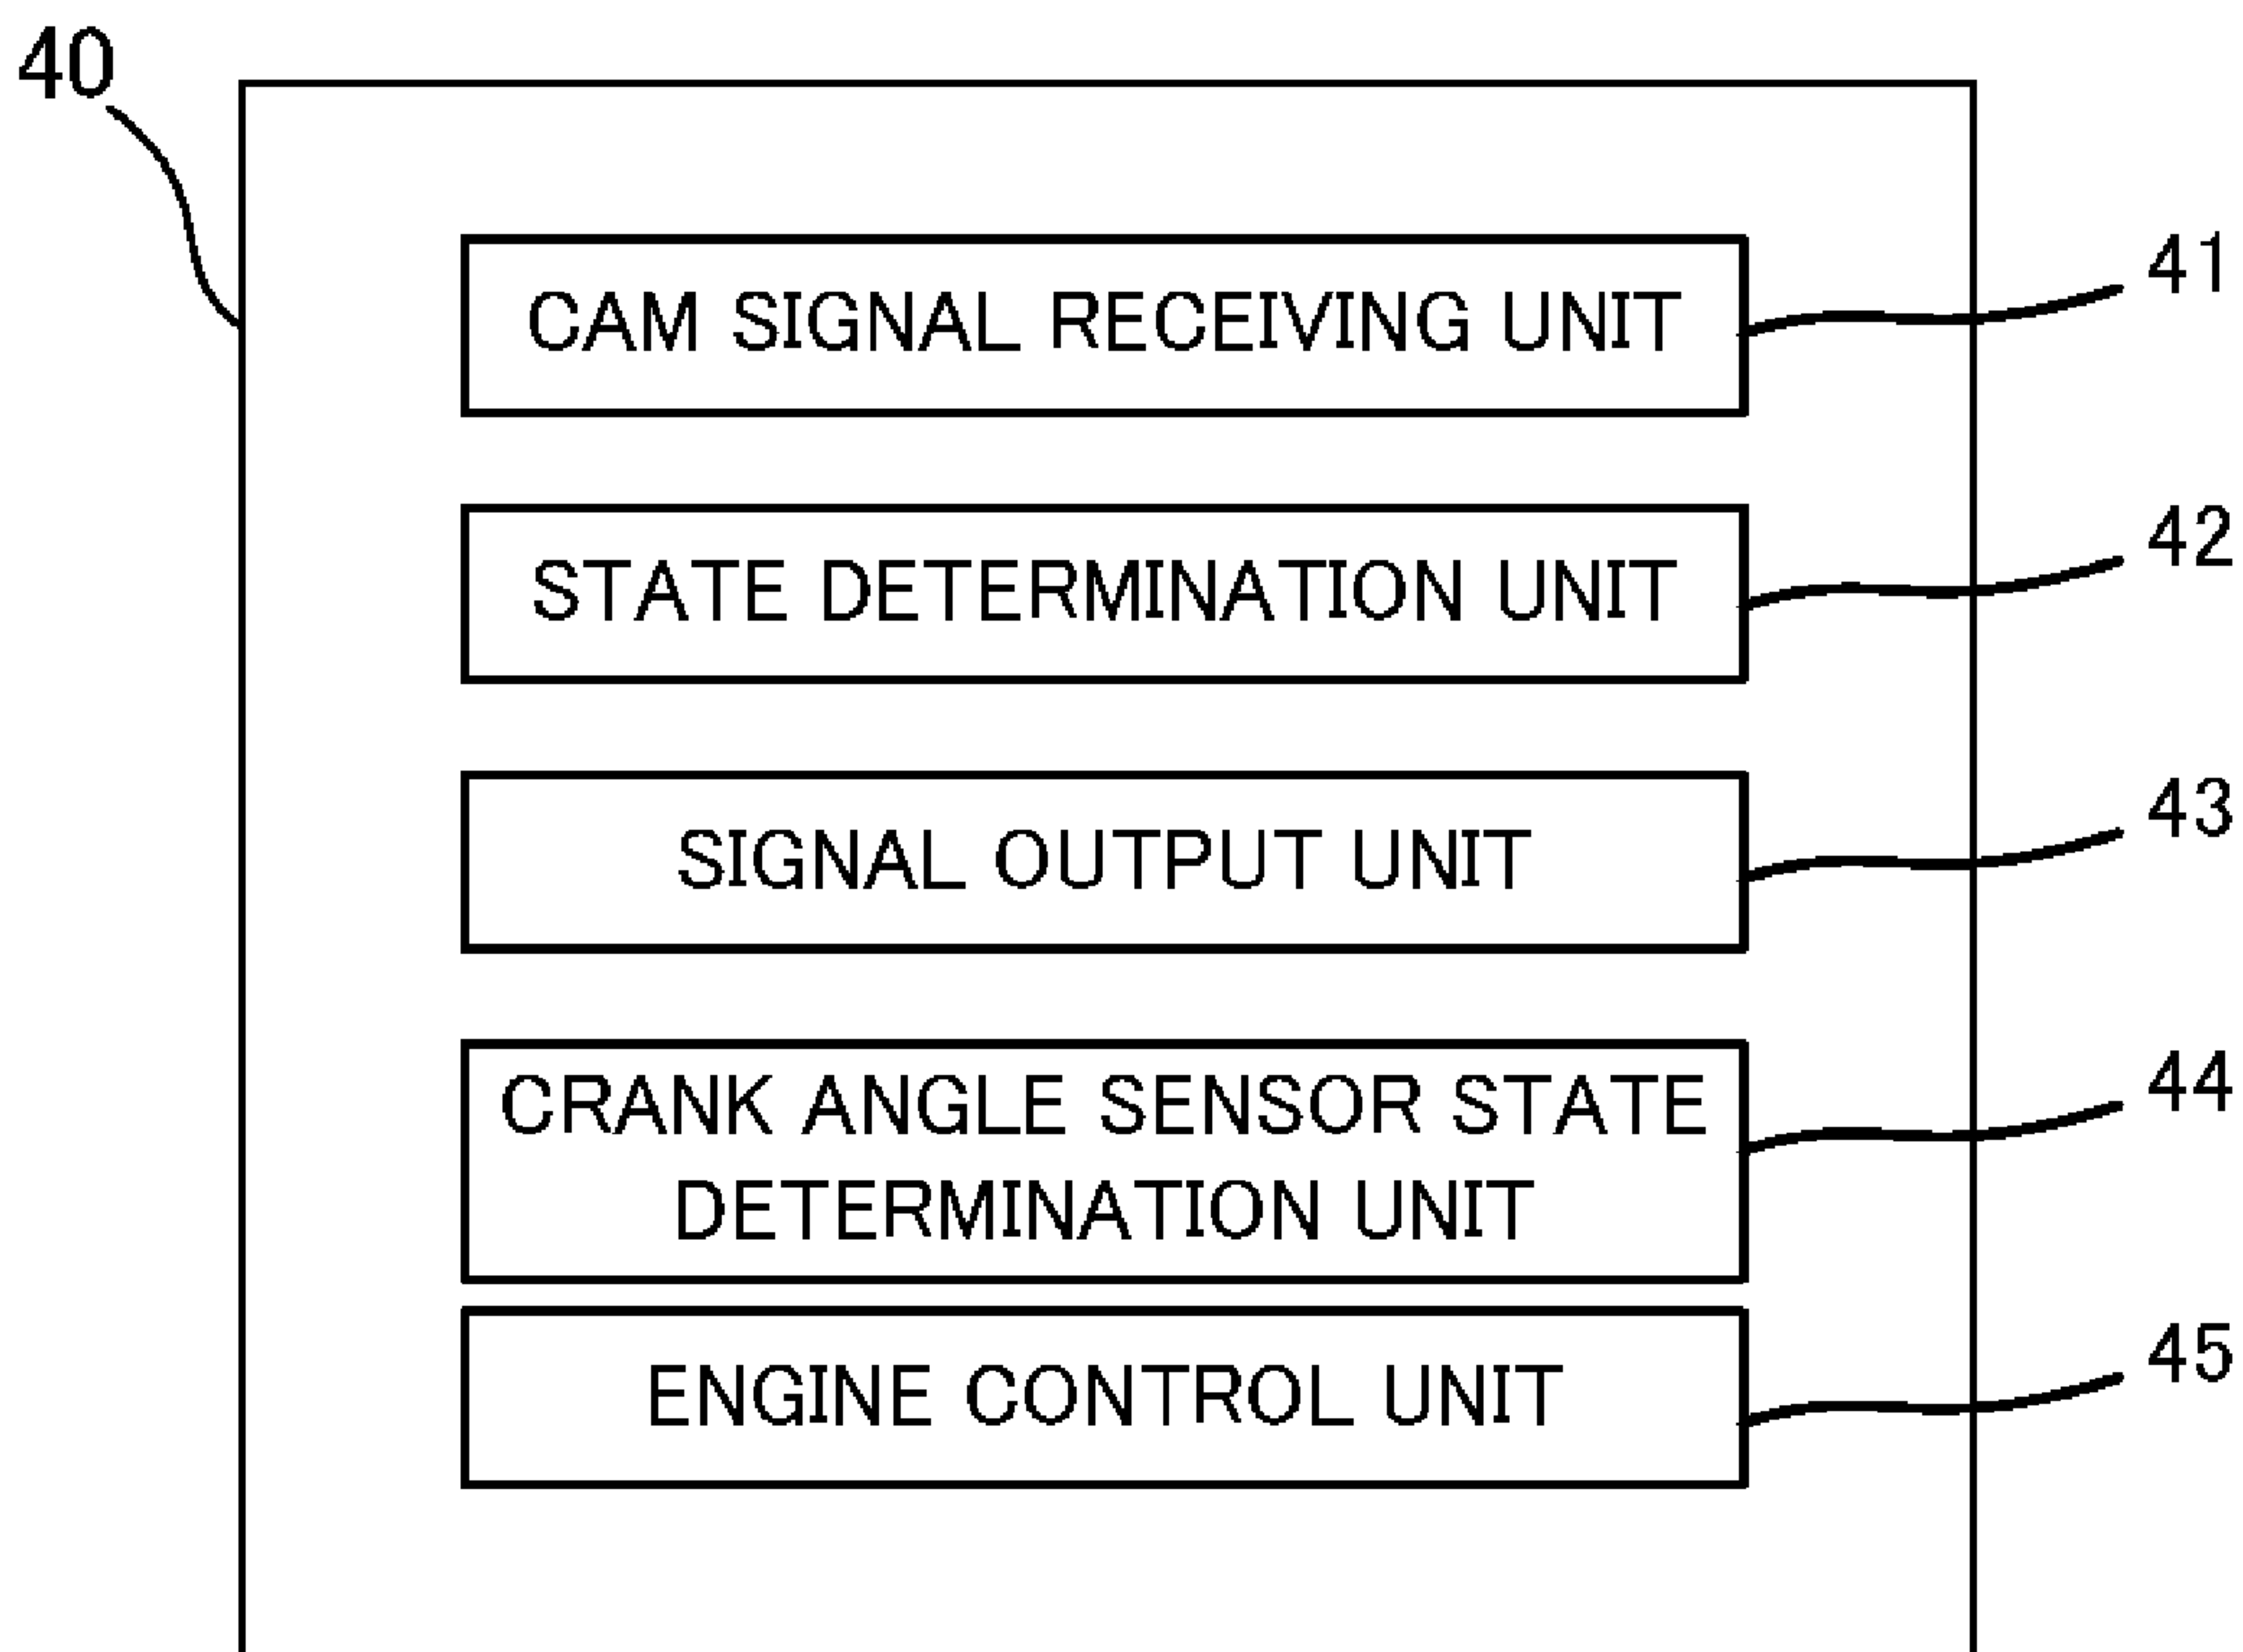 40
CAM SIGNAL RECEIVING UNIT
41
STATE DETERMINATION UNIT
42
SIGNAL OUTPUT UNIT
43
CRANK ANGLE SENSOR STATE
DETERMINATION UNIT
44
ENGINE CONTROL UNIT
45